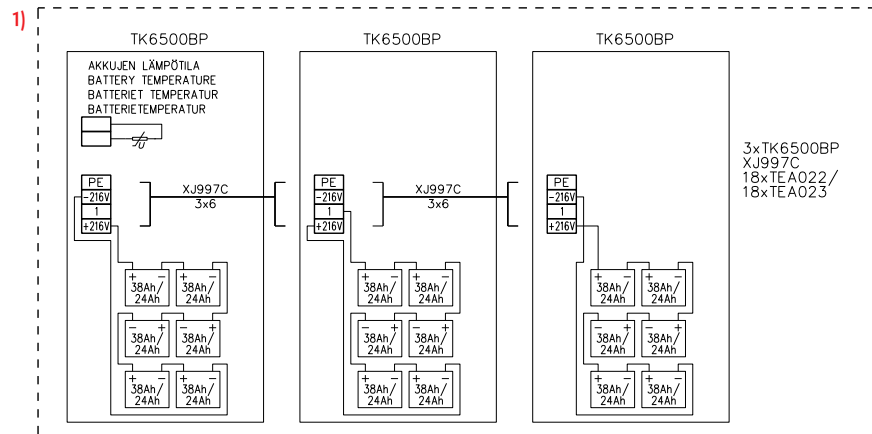 1)
TK6500BP
TK6500BP
TK6500BP
AKKUJEN LÄMPÖTILA
BATTERY TEMPERATURE
BATTERIET TEMPERATUR
BATTERIETEMPERATUR
PE
-216V
1
+216V
XJ997C
3x6
PE
-216V
1
+216V
XJ997C
3x6
PE
-216V
1
+216V
3xTK6500BP
XJ997C
18xTEA022/
18xTEA023
+ - + -
38Ah/ 38Ah/
24Ah 24Ah
- + - +
38Ah/ 38Ah/
24Ah 24Ah
+ - + -
38Ah/ 38Ah/
24Ah 24Ah
+ - + -
38Ah/ 38Ah/
24Ah 24Ah
- + - +
38Ah/ 38Ah/
24Ah 24Ah
+ - + -
38Ah/ 38Ah/
24Ah 24Ah
+ - + -
38Ah/ 38Ah/
24Ah 24Ah
- + - +
38Ah/ 38Ah/
24Ah 24Ah
+ - + -
38Ah/ 38Ah/
24Ah 24Ah